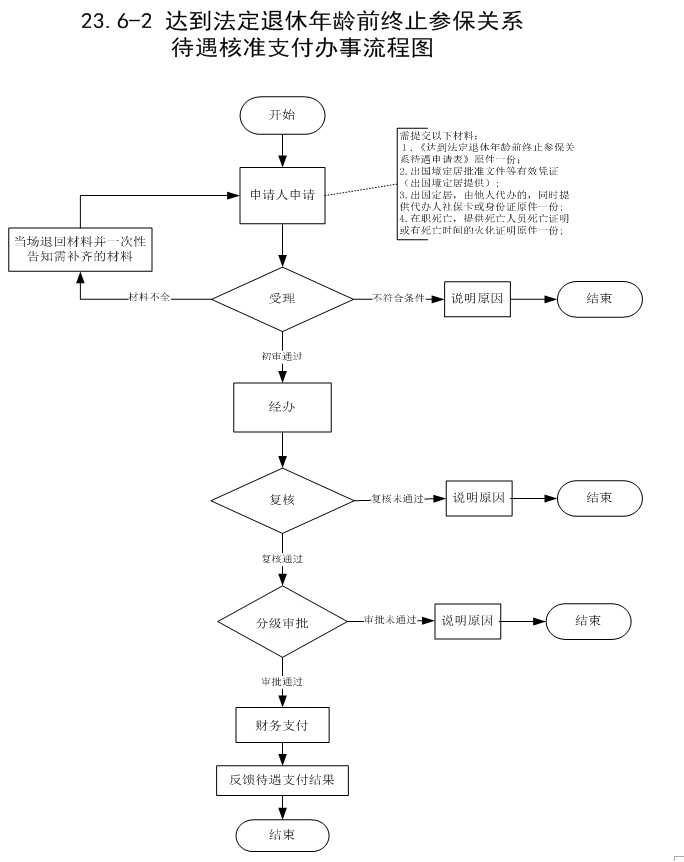 23.6-2 达到法定退休年龄前终止参保关系
待遇核准支付办事流程图
开始
需提交以下材料：
1.《达到法定退休年龄前终止参保关
系待遇申请表》原件一份；
2.出国境定居批准文件等有效凭证
（出国境定居提供）；
3.出国定居，由他人代办的，同时提
供代办人社保卡或身份证原件一份；
4.在职死亡，提供死亡人员死亡证明
或有死亡时间的火化证明原件一份；
申请人申请
当场退回材料并一次性
告知需补齐的材料
材料不全
受理
不符合条件
说明原因
结束
初审通过
经办
复核
复核未通过
说明原因
结束
复核通过
分级审批
审批未通过
说明原因
结束
审批通过
财务支付
反馈待遇支付结果
结束